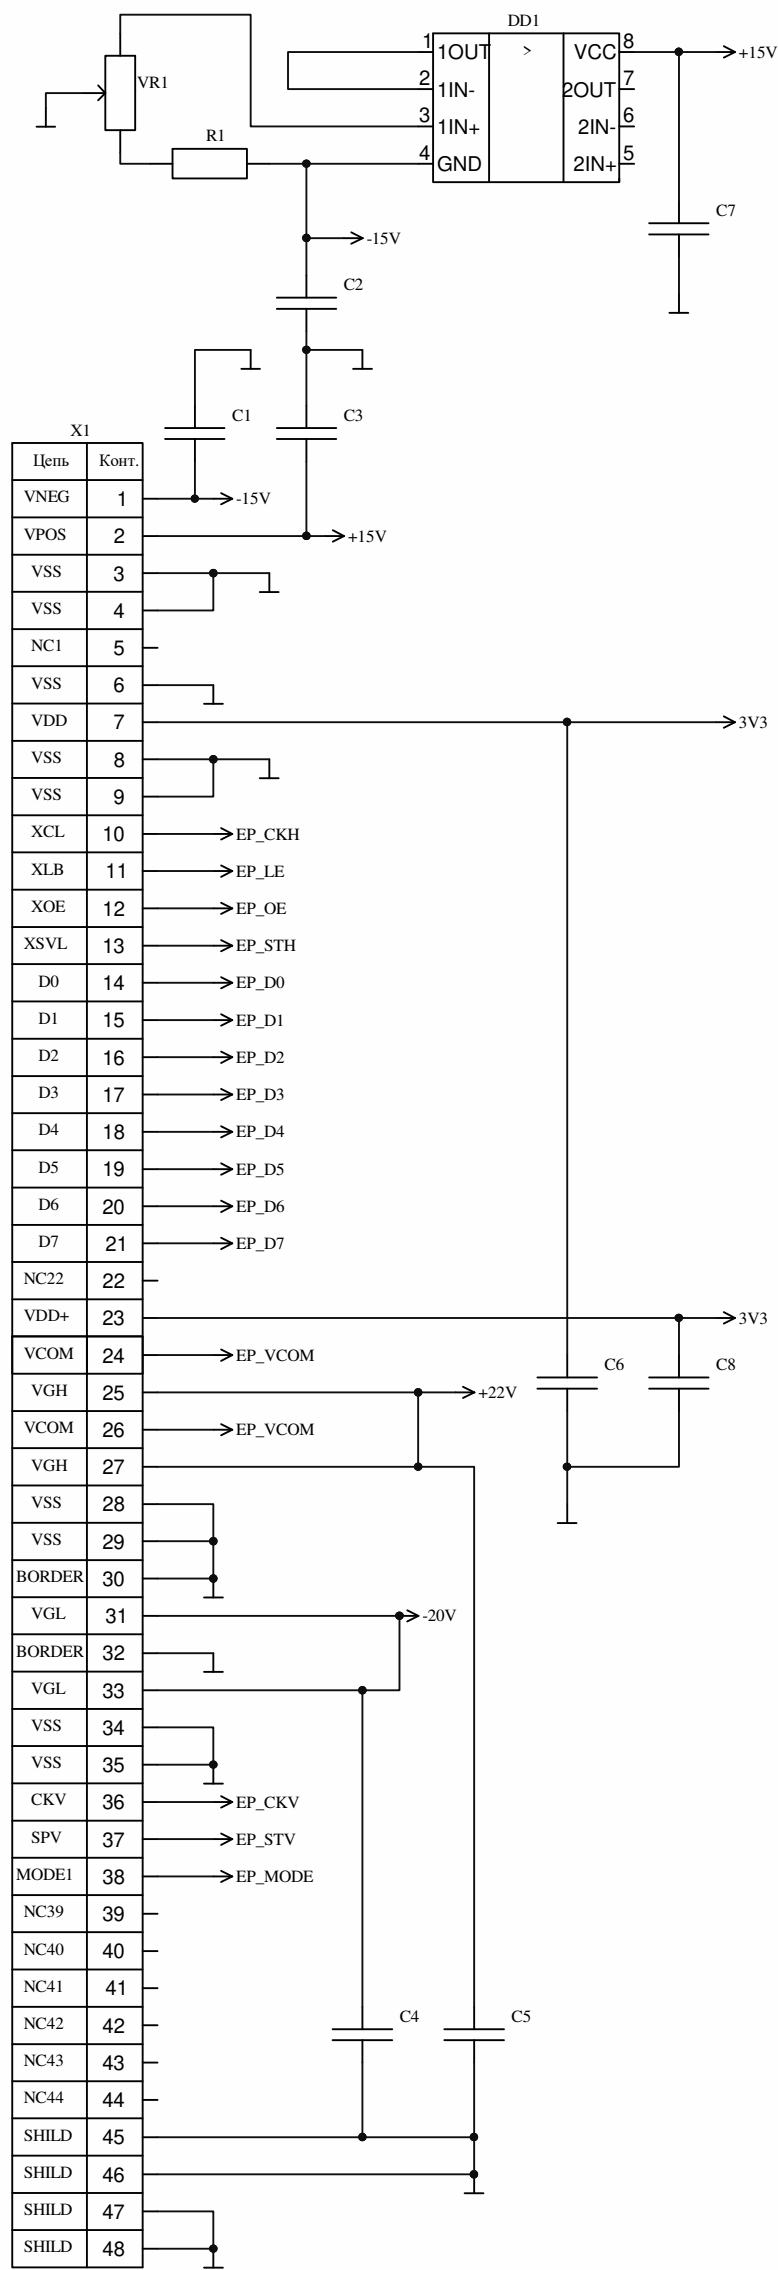 DD1
1 1OUT > VCC 8 +15V
2 1IN- 2OUT 7
VR1
3 1IN+ 2IN- 6
R1
4 GND 2IN+ 5
C7
-15V
C2
C1 C3
X1
Цепь Конт.
VNEG 1 -15V
VPOS 2 +15V
VSS 3
VSS 4
NC1 5
VSS 6
VDD 7 3V3
VSS 8
VSS 9
XCL 10 EP_CKH
XLB 11 EP_LE
XOE 12 EP_OE
XSVL 13 EP_STH
D0 14 EP_D0
D1 15 EP_D1
D2 16 EP_D2
D3 17 EP_D3
D4 18 EP_D4
D5 19 EP_D5
D6 20 EP_D6
D7 21 EP_D7
NC22 22
VDD+ 23 3V3
VCOM 24 EP_VCOM
C6 C8
VGH 25 +22V
VCOM 26 EP_VCOM
VGH 27
VSS 28
VSS 29
BORDER 30
VGL 31 -20V
BORDER 32
VGL 33
VSS 34
VSS 35
CKV 36 EP_CKV
SPV 37 EP_STV
MODE1 38 EP_MODE
NC39 39
NC40 40
NC41 41
C4 C5
NC42 42
NC43 43
NC44 44
SHILD 45
SHILD 46
SHILD 47
SHILD 48